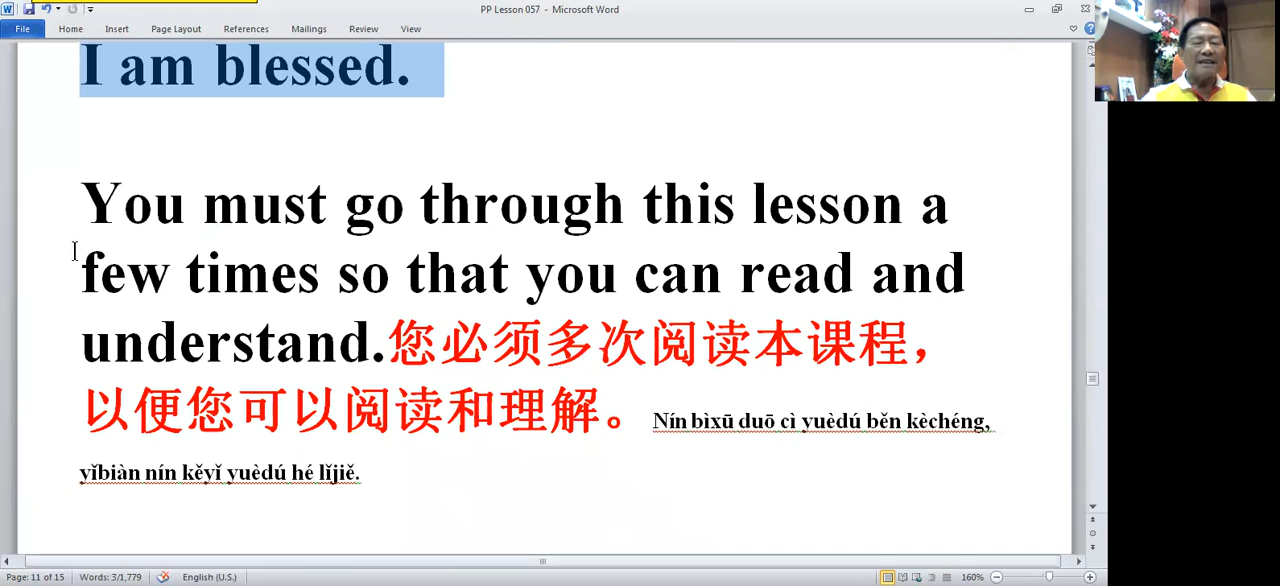 PP Lesson 057 - Microsoft Word
File Home Insert Page Layout References Mailings Review View
I am blessed.
You must go through this lesson a
few times so that you can read and
understand.您必须多次阅读本课程，
以便您可以阅读和理解。 Nín bìxū duō cì yuèdú běn kèchéng,
yǐbiàn nín kěyǐ yuèdú hé lǐjiě.
Page: 11 of 15 Words: 3/1,779 English (U.S.) 160%